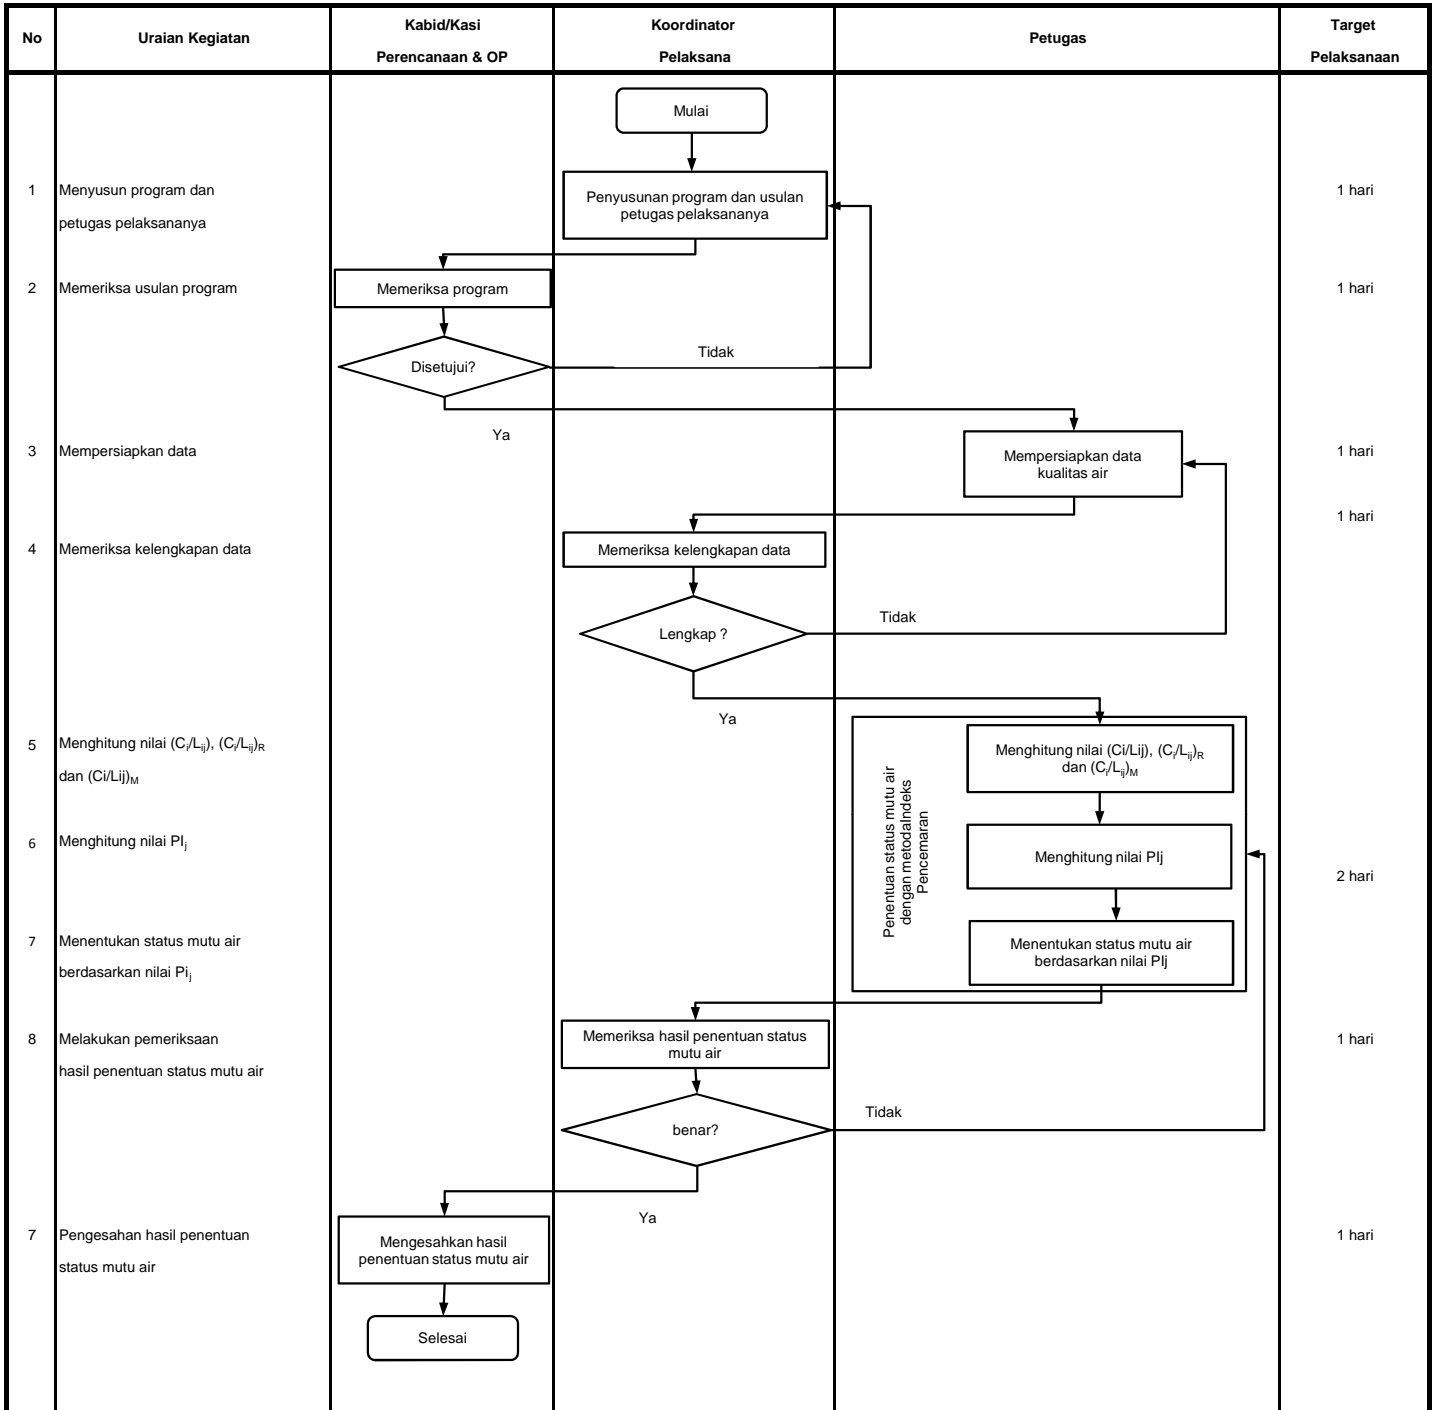 No
Uraian Kegiatan
Kabid/Kasi
Perencanaan & OP
Koordinator
Pelaksana
Petugas
Target
Pelaksanaan
Mulai
1
Menyusun program dan
petugas pelaksananya
Penyusunan program dan usulan
petugas pelaksananya
1 hari
2
Memeriksa usulan program
Memeriksa program
1 hari
Disetujui?
Tidak
Ya
3
Mempersiapkan data
Mempersiapkan data
kualitas air
1 hari
1 hari
4
Memeriksa kelengkapan data
Memeriksa kelengkapan data
Lengkap ?
Tidak
Ya
5
Menghitung nilai (Ci/Lij), (Ci/Lij)R
dan (Ci/Lij)M
Menghitung nilai (Ci/Lij), (Ci/Lij)R
dan (Ci/Lij)M
Penentuan status mutu air
dengan metodaIndeks
Pencemaran
6
Menghitung nilai PIj
Menghitung nilai PIj
2 hari
7
Menentukan status mutu air
berdasarkan nilai Pij
Menentukan status mutu air
berdasarkan nilai PIj
8
Melakukan pemeriksaan
hasil penentuan status mutu air
Memeriksa hasil penentuan status
mutu air
1 hari
benar?
Tidak
Ya
7
Pengesahan hasil penentuan
status mutu air
Mengesahkan hasil
penentuan status mutu air
1 hari
Selesai